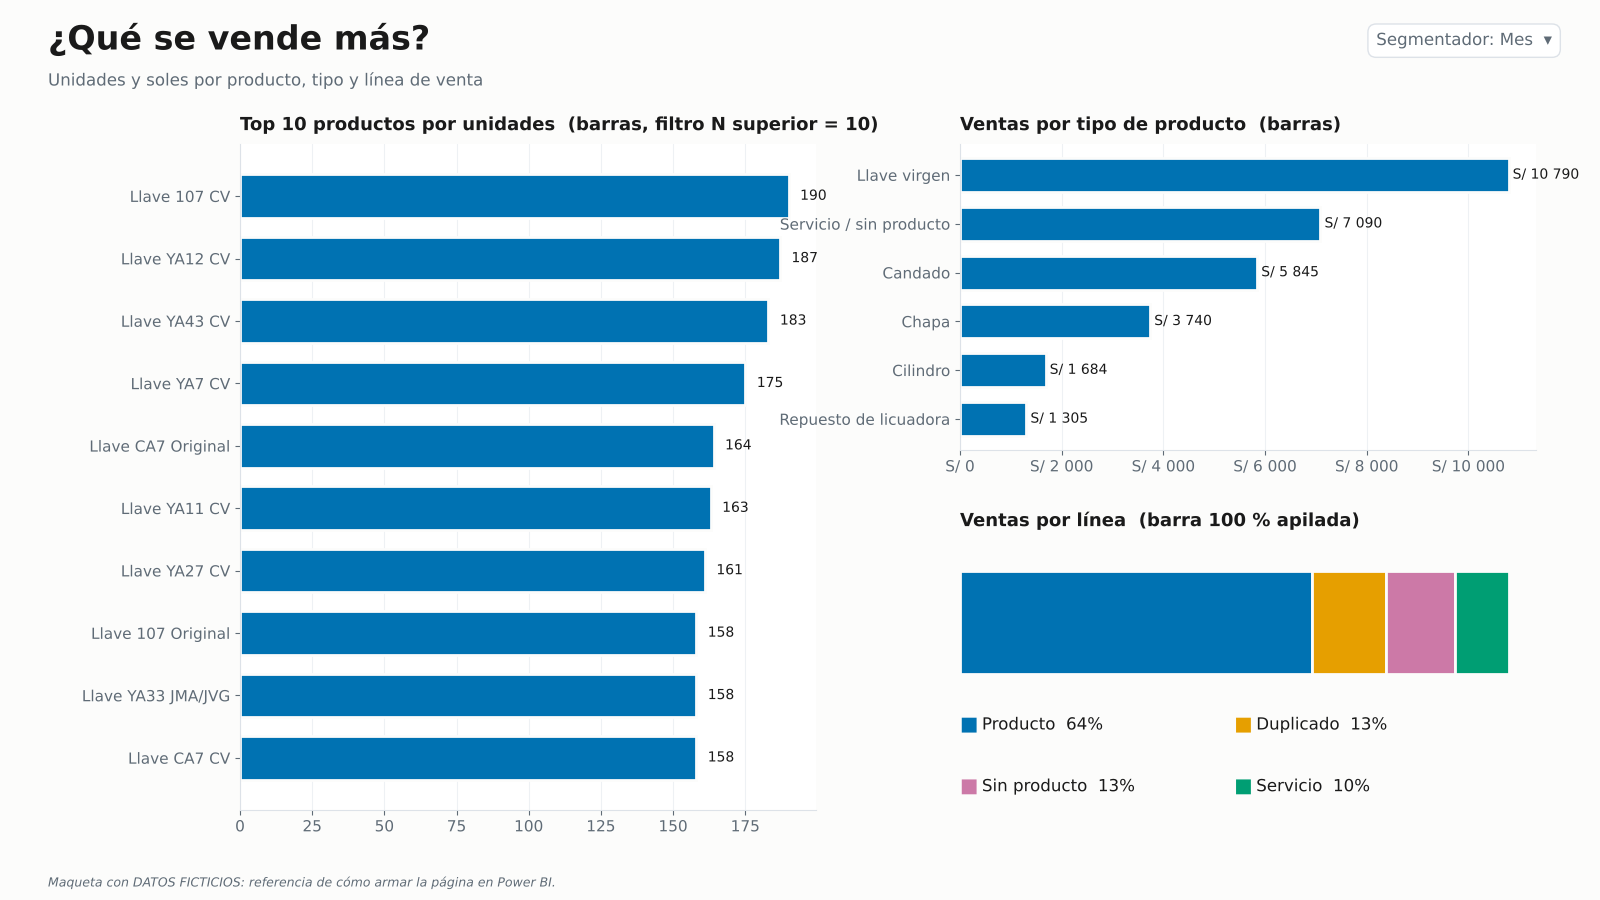 ¿Qué se vende más?
Segmentador: Mes ▾
Unidades y soles por producto, tipo y línea de venta
Top 10 productos por unidades (barras, filtro N superior = 10)
Llave 107 CV 190
Llave YA12 CV 187
Llave YA43 CV 183
Llave YA7 CV 175
Llave CA7 Original 164
Llave YA11 CV 163
Llave YA27 CV 161
Llave 107 Original 158
Llave YA33 JMA/JVG 158
Llave CA7 CV 158
0 25 50 75 100 125 150 175
Ventas por tipo de producto (barras)
Llave virgen S/ 10 790
Servicio / sin producto S/ 7 090
Candado S/ 5 845
Chapa S/ 3 740
Cilindro S/ 1 684
Repuesto de licuadora S/ 1 305
S/ 0 S/ 2 000 S/ 4 000 S/ 6 000 S/ 8 000 S/ 10 000
Ventas por línea (barra 100 % apilada)
Producto 64% Duplicado 13%
Sin producto 13% Servicio 10%
Maqueta con DATOS FICTICIOS: referencia de cómo armar la página en Power BI.